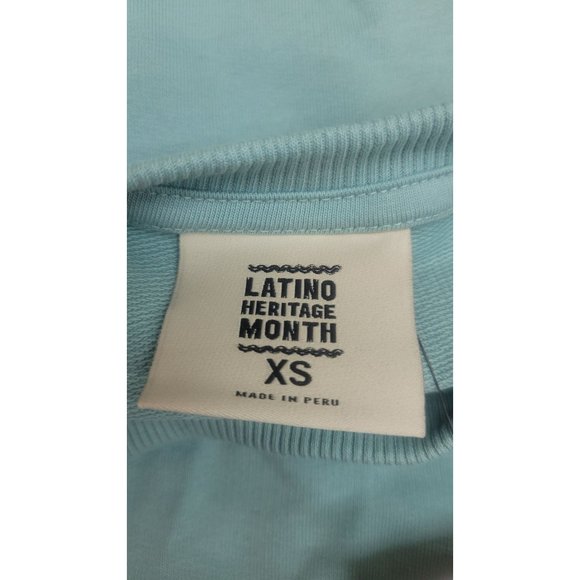 LATINO
HERITAGE
MONTH
XS
MADE IN PERU